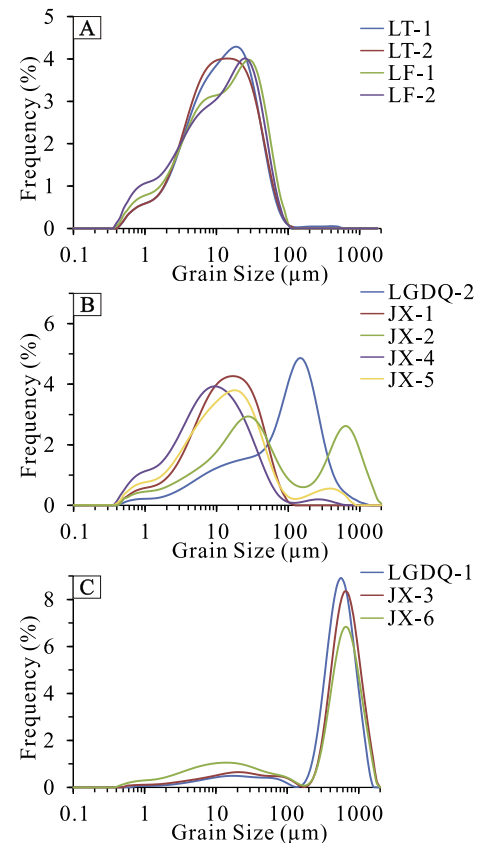 A
LT-1
LT-2
LF-1
LF-2
Frequency (%)
5
4
3
2
1
0
0.1 1 10 100 1000
Grain Size (µm)
B
LGDQ-2
JX-1
JX-2
JX-4
JX-5
Frequency (%)
6
4
2
0
0.1 1 10 100 1000
Grain Size (µm)
C
LGDQ-1
JX-3
JX-6
Frequency (%)
8
6
4
2
0
0.1 1 10 100 1000
Grain Size (µm)